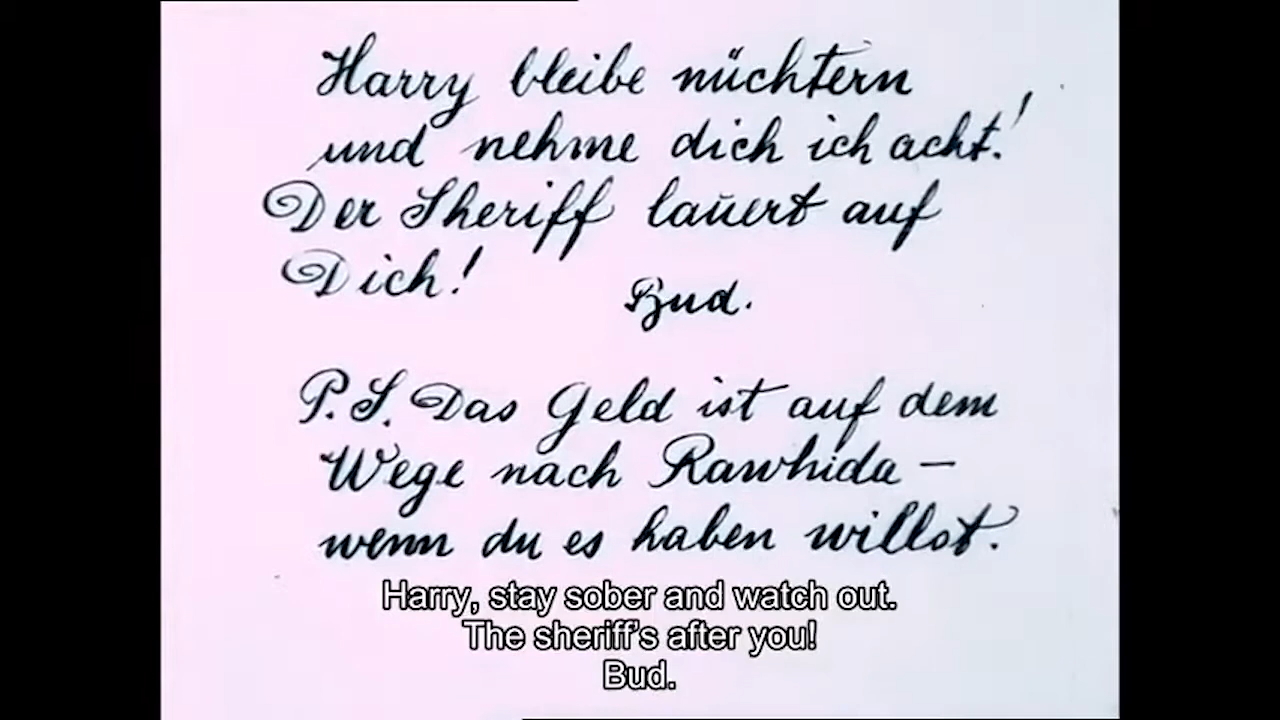 Harry bleibe nüchtern
und nehme dich ich acht!
Der Sheriff lauert auf
Dich!
Bud.
P.S. Das Geld ist auf dem
Wege nach Rawhida –
wenn du es haben willst.
Harry, stay sober and watch out.
The sheriff's after you!
Bud.